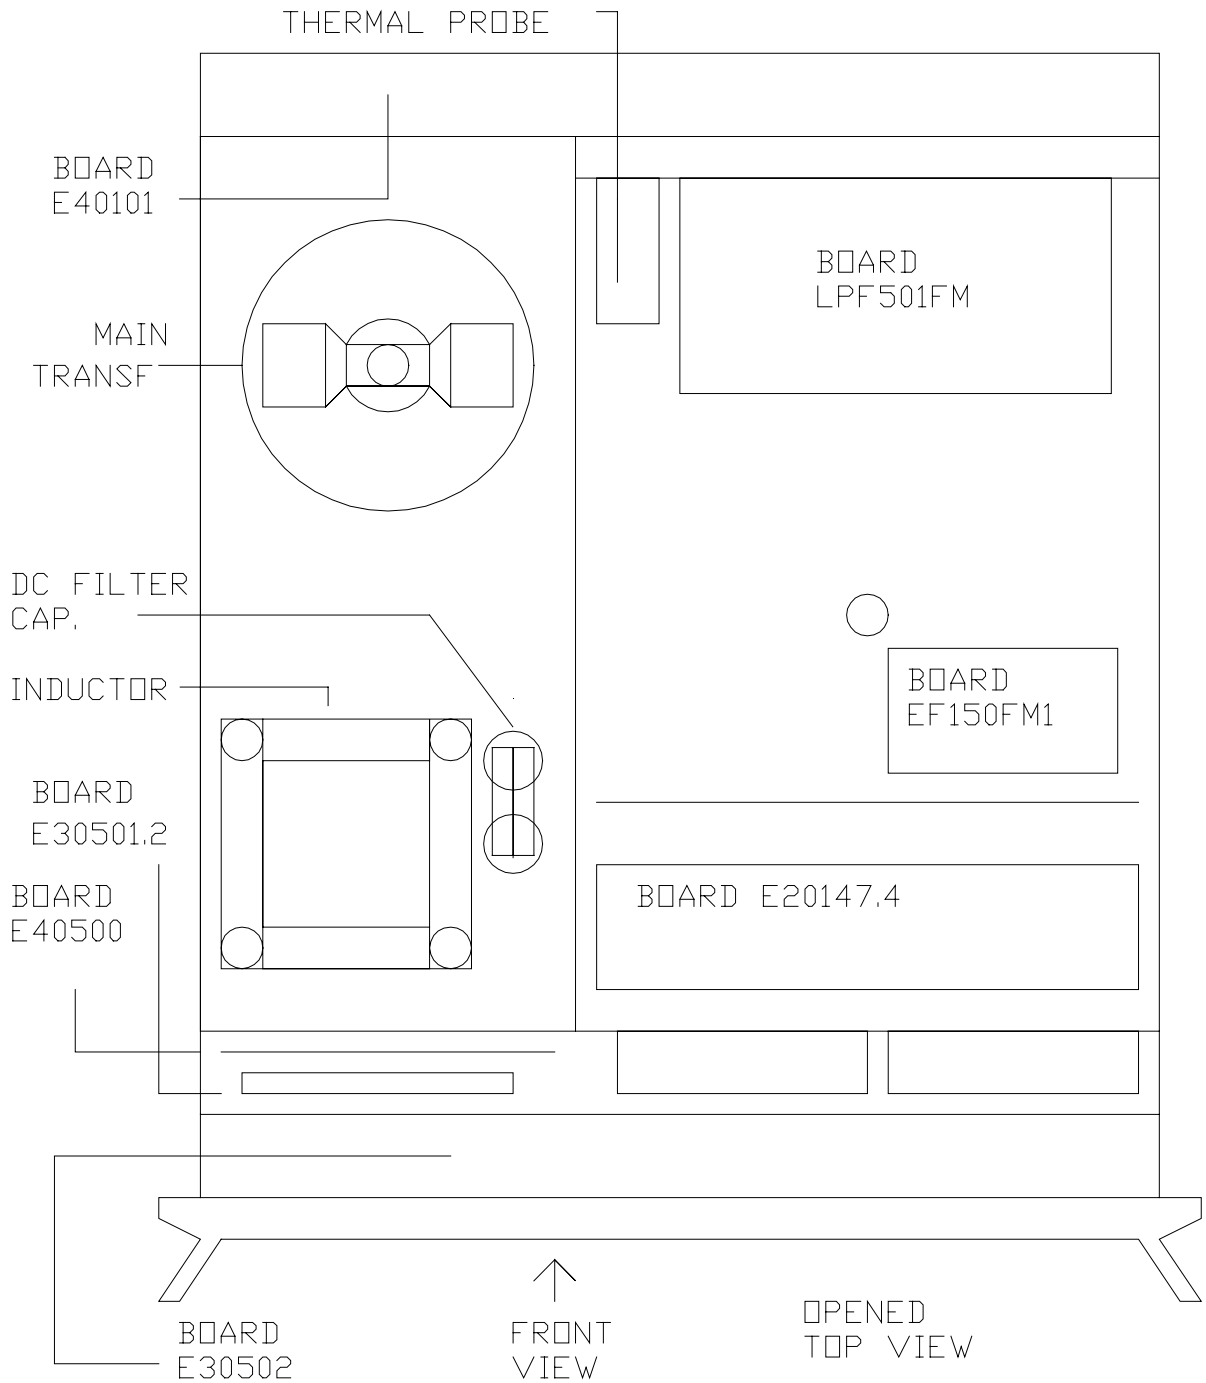 THERMAL PROBE
BOARD
E40101
BOARD
LPF501FM
MAIN
TRANSF
DC FILTER
CAP.
INDUCTOR
BOARD
EF150FM1
BOARD
E30501.2
BOARD
E40500
BOARD E20147.4
BOARD
E30502
FRONT
VIEW
OPENED
TOP VIEW